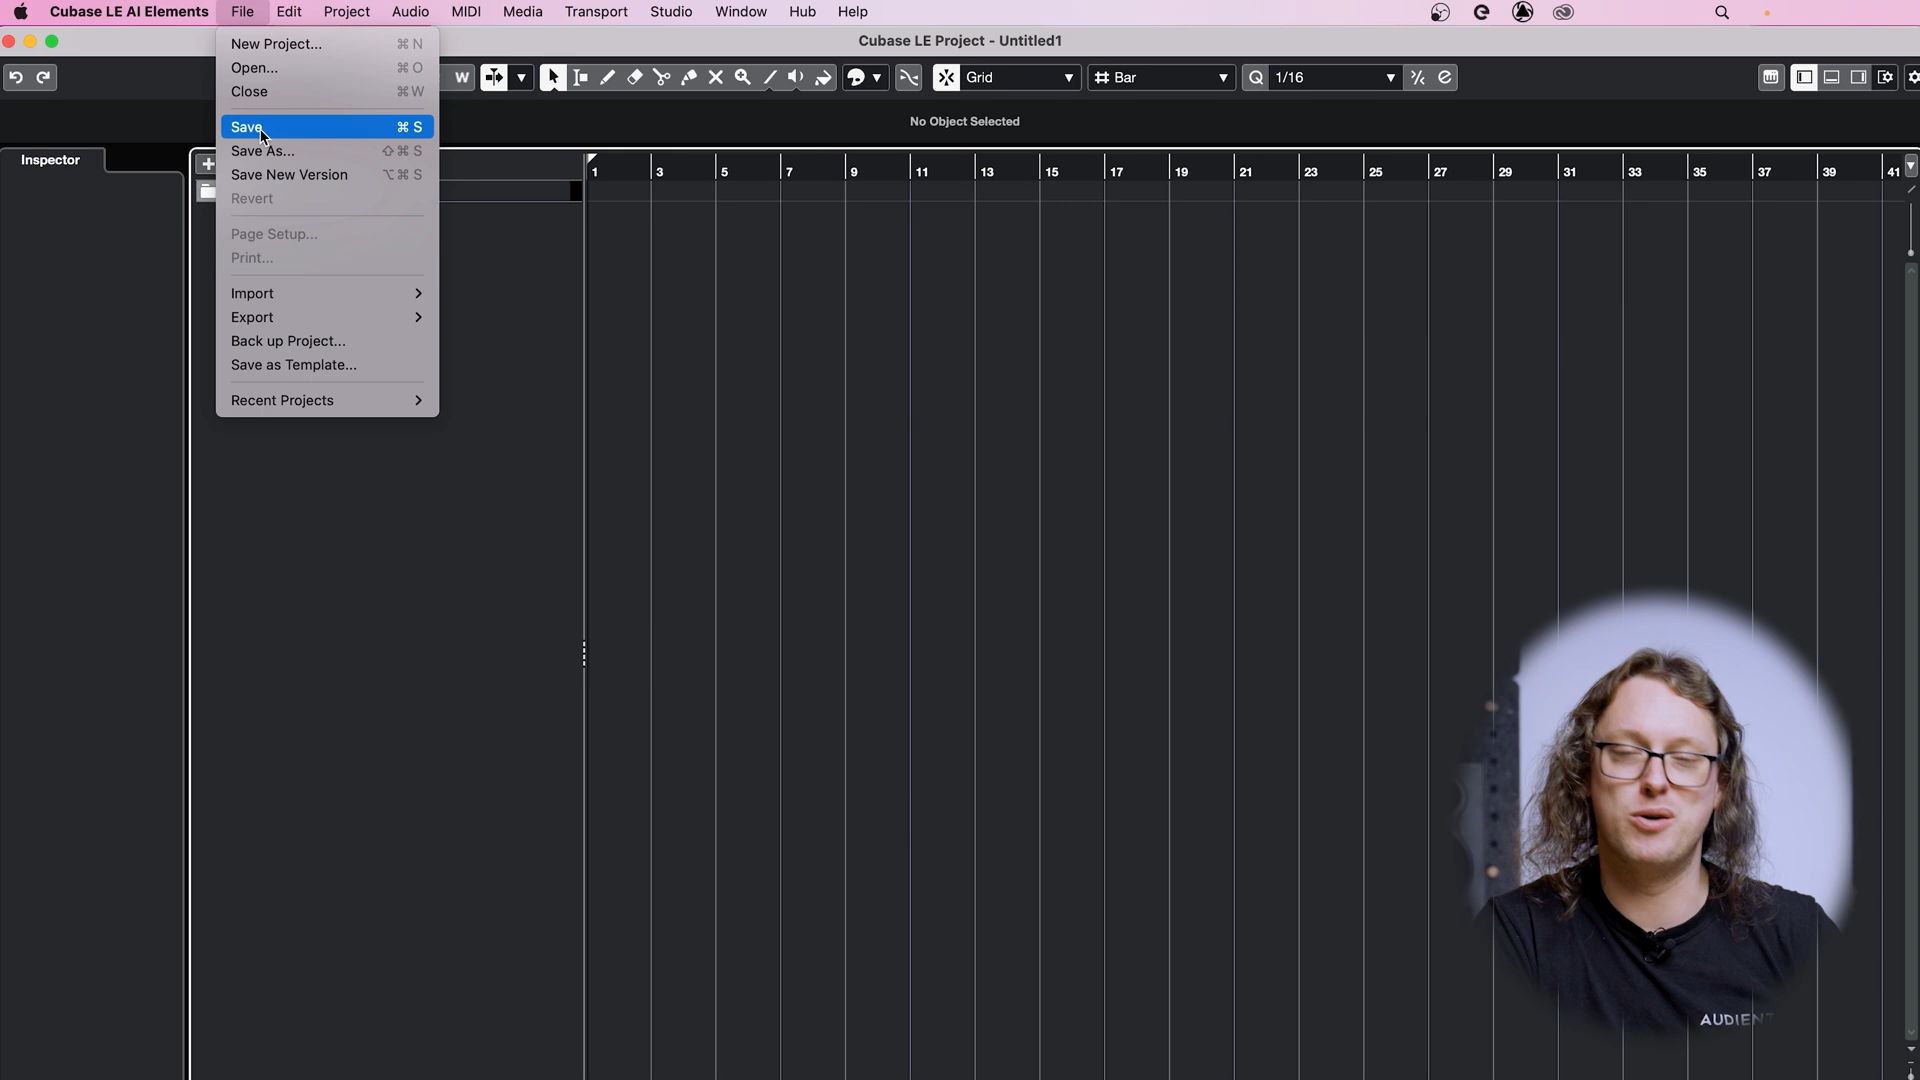 Cubase LE AI Elements File Edit Project Audio MIDI Media Transport Studio Window Hub Help
Cubase LE Project - Untitled1
New Project... ⌘ N
Open... ⌘ O
Close ⌘ W
Save ⌘ S
Save As... ⇧ ⌘ S
Save New Version ⌥ ⌘ S
Revert
Page Setup...
Print...
Import
Export
Back up Project...
Save as Template...
Recent Projects
W Grid Bar Q 1/16
No Object Selected
Inspector
1 3 5 7 9 11 13 15 17 19 21 23 25 27 29 31 33 35 37 39 41
AUDIENT